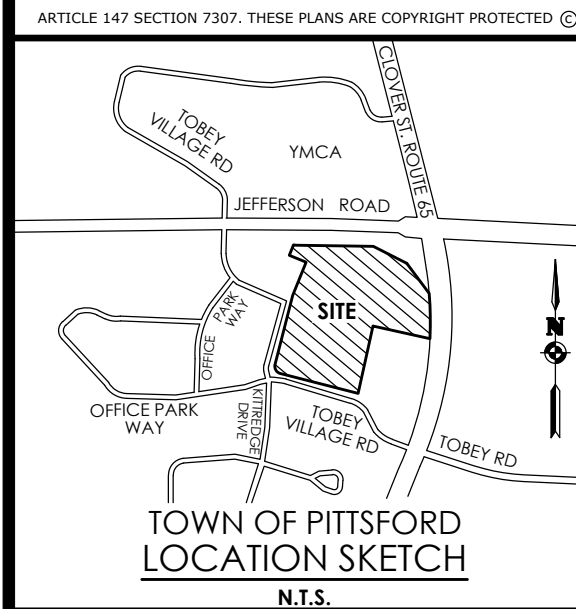 ARTICLE 147 SECTION 7307. THESE PLANS ARE COPYRIGHT PROTECTED ©
CLOVER ST. ROUTE 65
TOBEY
VILLAGE RD
YMCA
JEFFERSON ROAD
SITE
OFFICE PARK
WAY
N
OFFICE PARK
WAY
KITTREDGE
DRIVE
TOBEY
VILLAGE RD
TOBEY RD
TOWN OF PITTSFORD
LOCATION SKETCH
N.T.S.